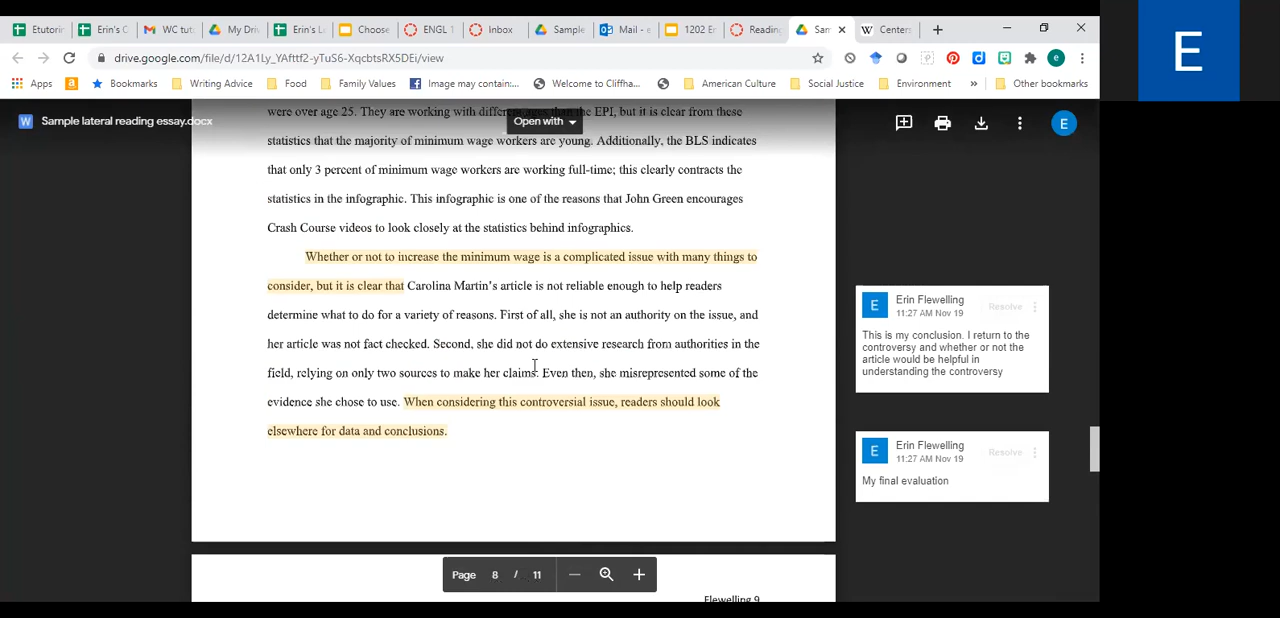 Etutorii
Erin's C
WC tut
My Driv
Erin's L
Choose
ENGL 1
Inbox
Sample
Mail - e
1202 En
Reading
Sam
Centers
drive.google.com/file/d/12A1Ly_YAfttf2-yTuS6-XqcbtsRX5DEi/view
Apps
Bookmarks
Writing Advice
Food
Family Values
Image may contain:...
Welcome to Cliffha...
American Culture
Social Justice
Environment
»
Other bookmarks
E
W Sample lateral reading essay.docx
Open with
E
were over age 25. They are working with different ages than the EPI, but it is clear from these
statistics that the majority of minimum wage workers are young. Additionally, the BLS indicates
that only 3 percent of minimum wage workers are working full-time; this clearly contracts the
statistics in the infographic. This infographic is one of the reasons that John Green encourages
Crash Course videos to look closely at the statistics behind infographics.
Whether or not to increase the minimum wage is a complicated issue with many things to
consider, but it is clear that Carolina Martin's article is not reliable enough to help readers
determine what to do for a variety of reasons. First of all, she is not an authority on the issue, and
her article was not fact checked. Second, she did not do extensive research from authorities in the
field, relying on only two sources to make her claims. Even then, she misrepresented some of the
evidence she chose to use. When considering this controversial issue, readers should look
elsewhere for data and conclusions.
E Erin Flewelling
11:27 AM Nov 19
Resolve
This is my conclusion. I return to the
controversy and whether or not the
article would be helpful in
understanding the controversy
E Erin Flewelling
11:27 AM Nov 19
Resolve
My final evaluation
Page 8 / 11
Flewelling 9